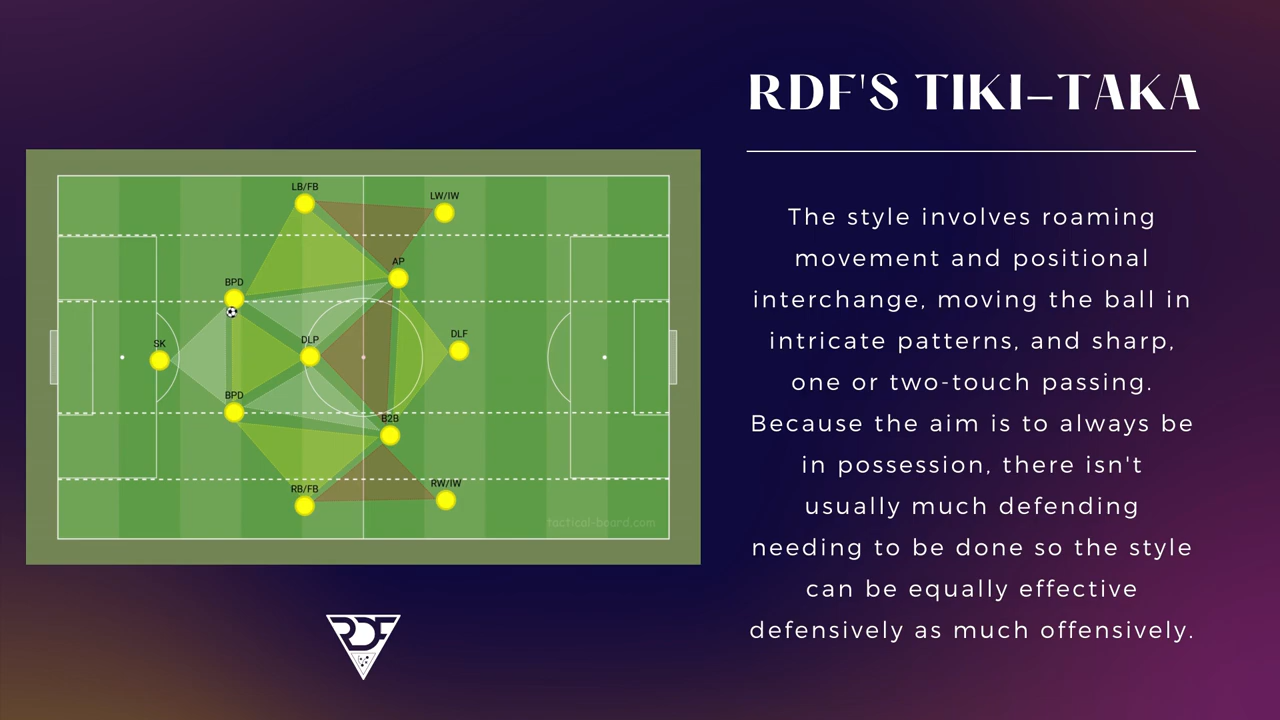 RDF'S TIKI–TAKA
The style involves roaming
movement and positional
interchange, moving the ball in
intricate patterns, and sharp,
one or two-touch passing.
Because the aim is to always be
in possession, there isn't
usually much defending
needing to be done so the style
can be equally effective
defensively as much offensively.
LB/FB
LW/IW
AP
BPD
DLP
DLF
SK
BPD
B2B
RB/FB
RW/IW
tactical-board.com
RDF